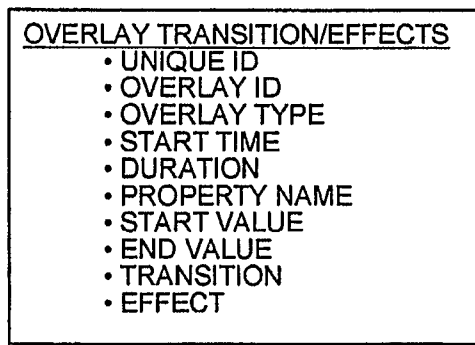 OVERLAY TRANSITION/EFFECTS
• UNIQUE ID
• OVERLAY ID
• OVERLAY TYPE
• START TIME
• DURATION
• PROPERTY NAME
• START VALUE
• END VALUE
• TRANSITION
• EFFECT